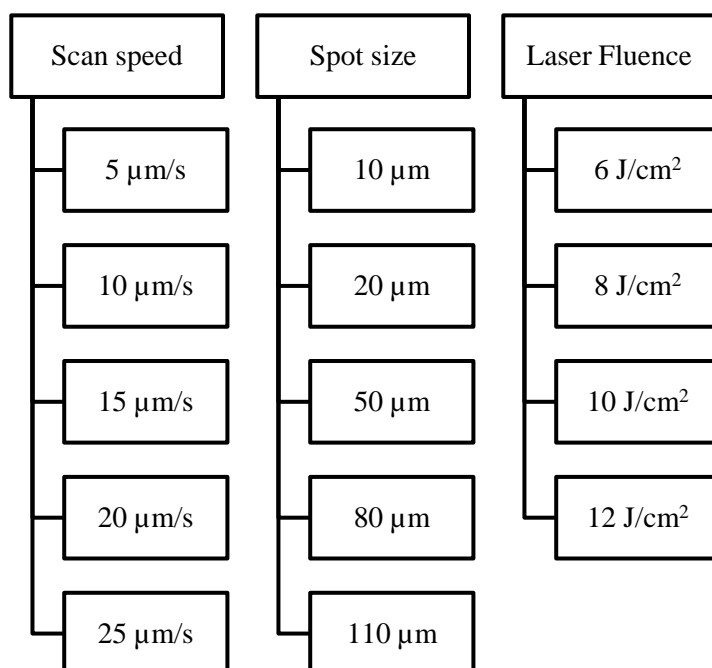 Scan speed
5 µm/s
10 µm/s
15 µm/s
20 µm/s
25 µm/s
Spot size
10 µm
20 µm
50 µm
80 µm
110 µm
Laser Fluence
6 J/cm²
8 J/cm²
10 J/cm²
12 J/cm²